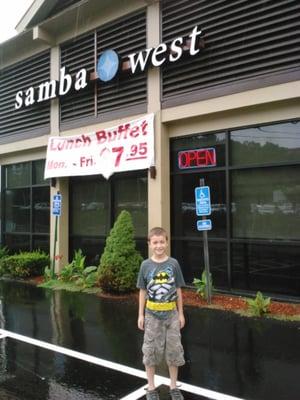 samba west
Lunch Buffet
Mon. - Fri. $7.95
OPEN